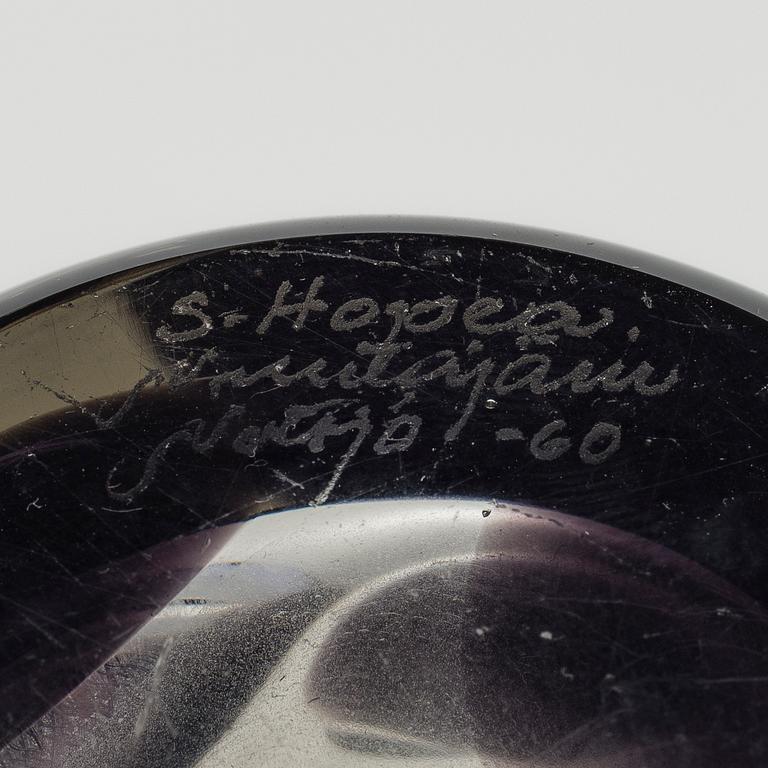 S. Hopea.
Nuutajärvi
Notsjö -60